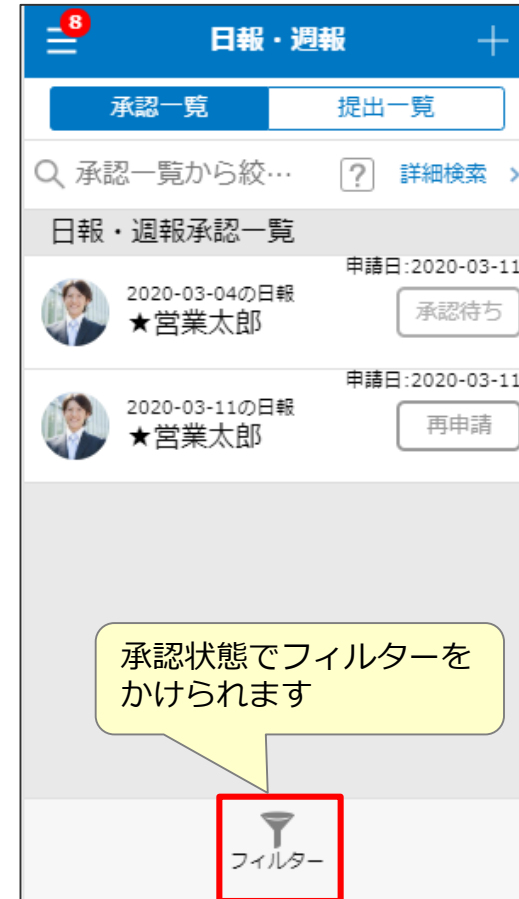 8
日報・週報
承認一覧
提出一覧
承認一覧から絞…
?
詳細検索
日報・週報承認一覧
申請日:2020-03-11
2020-03-04の日報
★営業太郎
承認待ち
申請日:2020-03-11
2020-03-11の日報
★営業太郎
再申請
承認状態でフィルターを
かけられます
フィルター